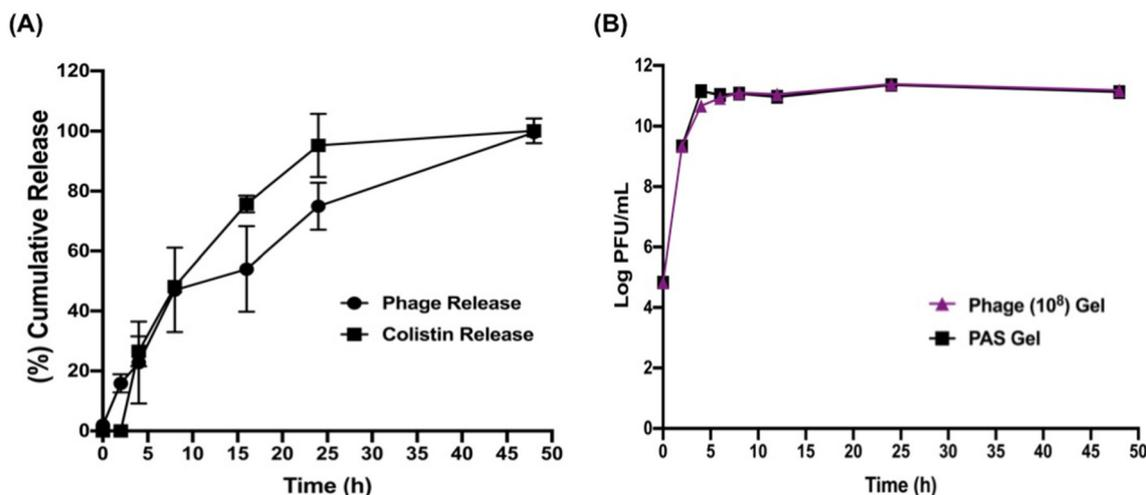 (A)
(%) Cumulative Release
120
100
80
60
40
20
0
0 5 10 15 20 25 30 35 40 45 50
Time (h)
Phage Release
Colistin Release
(B)
Log PFU/mL
12
10
8
6
4
2
0
0 5 10 15 20 25 30 35 40 45 50
Time (h)
Phage (10⁸) Gel
PAS Gel